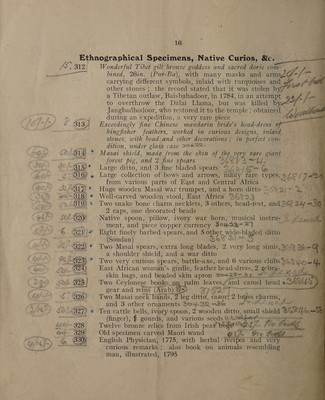 16
Ethnographical Specimens, Native Curios, &c.
312 Wonderful Tibet gilt bronze goddess and sacred dorje com-
bined, 26in. (Pur-Ba), with many masks and arms
carrying different symbols, inlaid with turquoises and
other stones ; the record stated that it was stolen by
a Tibetan outlaw, Baisbuhadoor, in 1784, in an attempt
to overthrow the Dalai Llama, but was killed by
Junghulbadoor, who restored it to the temple ; obtained
during an expedition, a very rare piece
313 Exceedingly fine Chinese mandarin bride's head-dress of
kingfisher feathers, worked in curious designs, inlaid
stones, with bead and other decorations ; in perfect con-
dition, under glass case
314 * Masai shield, made from the skin of the very rare giant
forest pig, and 2 fine spears
315 * Large ditto, and 3 fine bladed spears
316 * Large collection of bows and arrows, many rare types,
from various parts of East and Central Africa
317 * Huge wooden Masai war trumpet, and a horn ditto
318 * Well-carved wooden stool, East Africa
319 * Two snake bone charm necklets, 3 others, head-rest, and
2 caps, one decorated beads
320 Native spoon, pillow, ivory war horn, musical instru-
ment, and piece copper currency
321 * Eight finely barbed spears, and 5 other wide-bladed ditto
(Soudan)
322 * Two Masai spears, extra long blades, 2 very long sinis,
a shoulder shield, and a war ditto
323 * Two very curious spears, battle-axe, and 6 various clubs
324 East African woman's girdle, feather head-dress, 2 other
skin bags, and beaded skin apron
325 Two Ceylonese books on palm leaves, and camel head-
gear and reins (Arab)
326 Two Masai neck bands, 2 leg ditto, carpet, 2 bones charms,
and 3 other ornaments
327 * Ten cattle bells, ivory spoon, 2 wooden ditto, small shield
(finger), 4 gourds, and various seeds
328 Twelve bronze relics from Irish peat bogs
329 Old specimen carved Maori wand
330 English Physician, 1775, with herbal recipes and very
curious remarks ; also book on animals resembling
man, illustrated, 1795